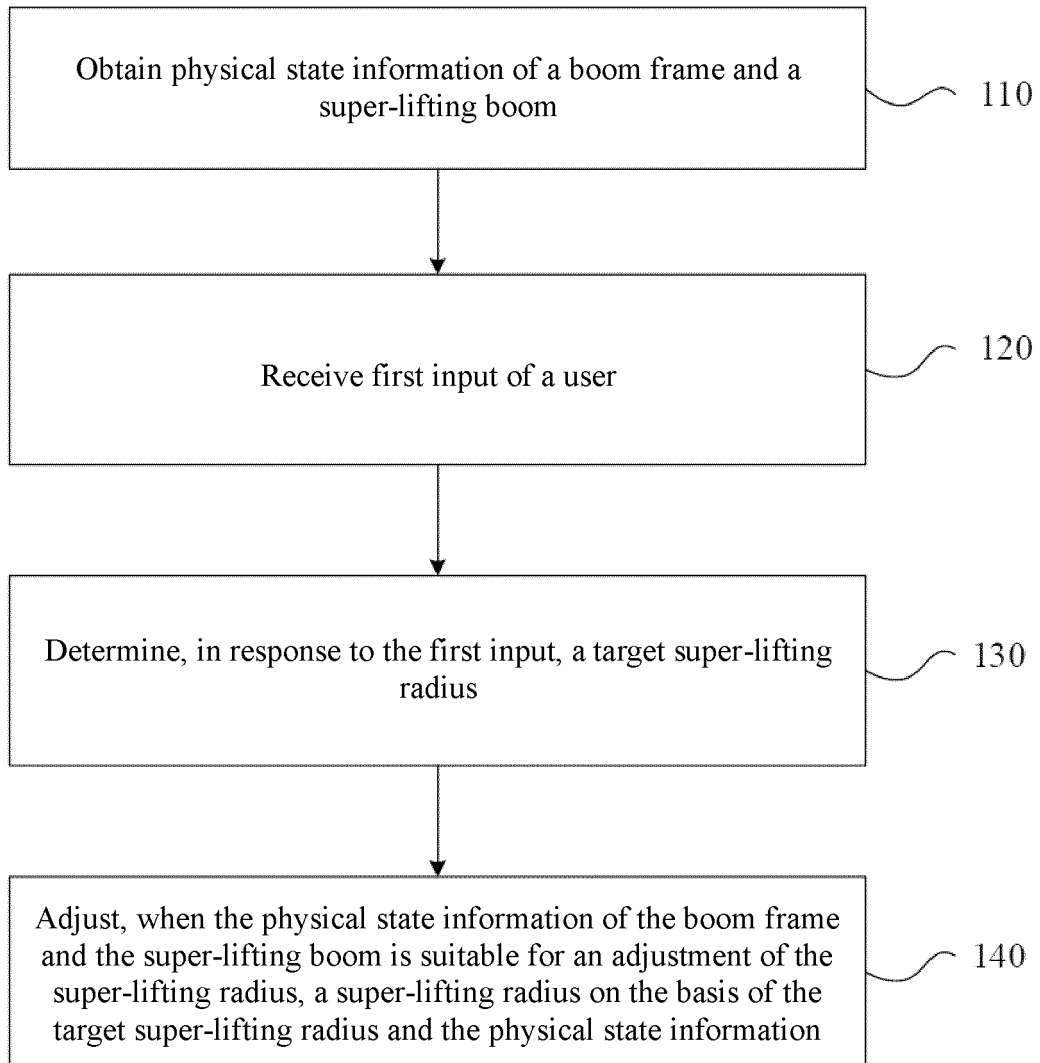 Obtain physical state information of a boom frame and a
super-lifting boom
110
Receive first input of a user
120
Determine, in response to the first input, a target super-lifting
radius
130
Adjust, when the physical state information of the boom frame
and the super-lifting boom is suitable for an adjustment of the
super-lifting radius, a super-lifting radius on the basis of the
target super-lifting radius and the physical state information
140